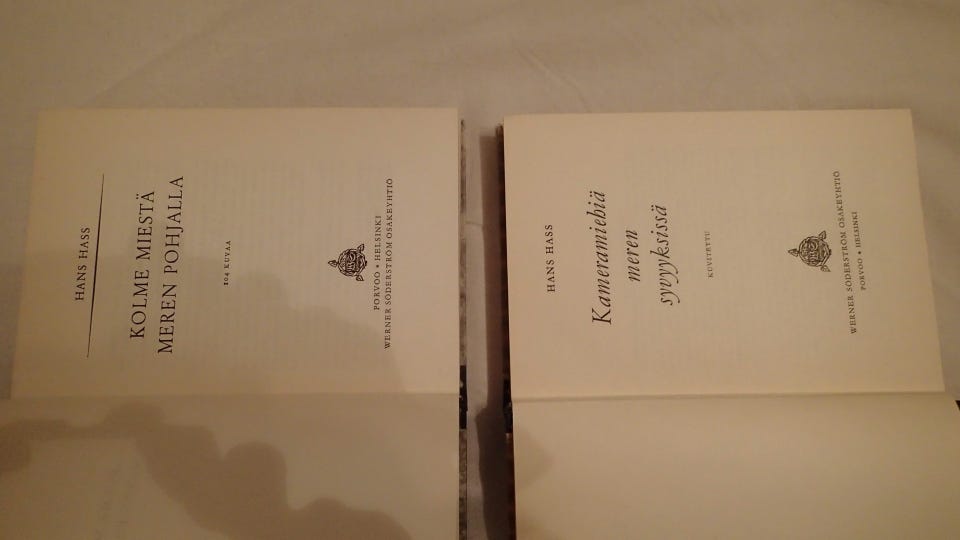 HANS HASS
KOLME MIESTÄ
MEREN POHJALLA
104 KUVAA
PORVOO • HELSINKI
WERNER SÖDERSTRÖM OSAKEYHTIÖ
HANS HASS
Kameramiehiä
meren
syvyyksissä
KUVITETTU
WERNER SÖDERSTRÖM OSAKEYHTIÖ
PORVOO • HELSINKI